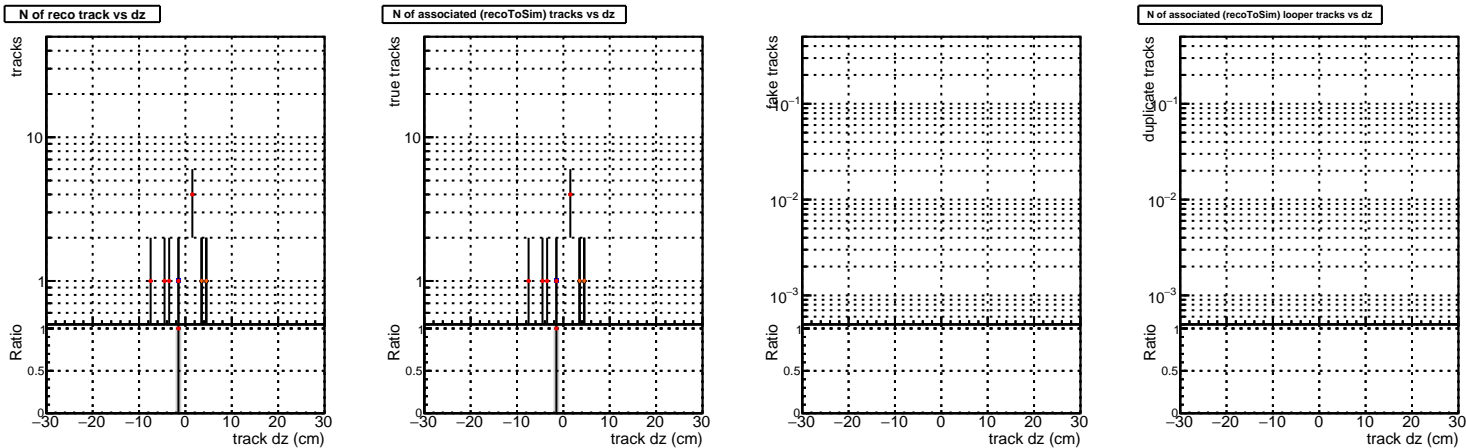 N of reco track vs dz
tracks
10
1
Ratio
1
0.5
0
−30 −20 −10 0 10 20 30
track dz (cm)
N of associated (recoToSim) tracks vs dz
true tracks
10
1
Ratio
1
0.5
0
−30 −20 −10 0 10 20 30
track dz (cm)
fake tracks
10−1
10−2
10−3
Ratio
1
0.5
0
−30 −20 −10 0 10 20 30
track dz (cm)
N of associated (recoToSim) looper tracks vs dz
duplicate tracks
10−1
10−2
10−3
Ratio
1
0.5
0
−30 −20 −10 0 10 20 30
track dz (cm)